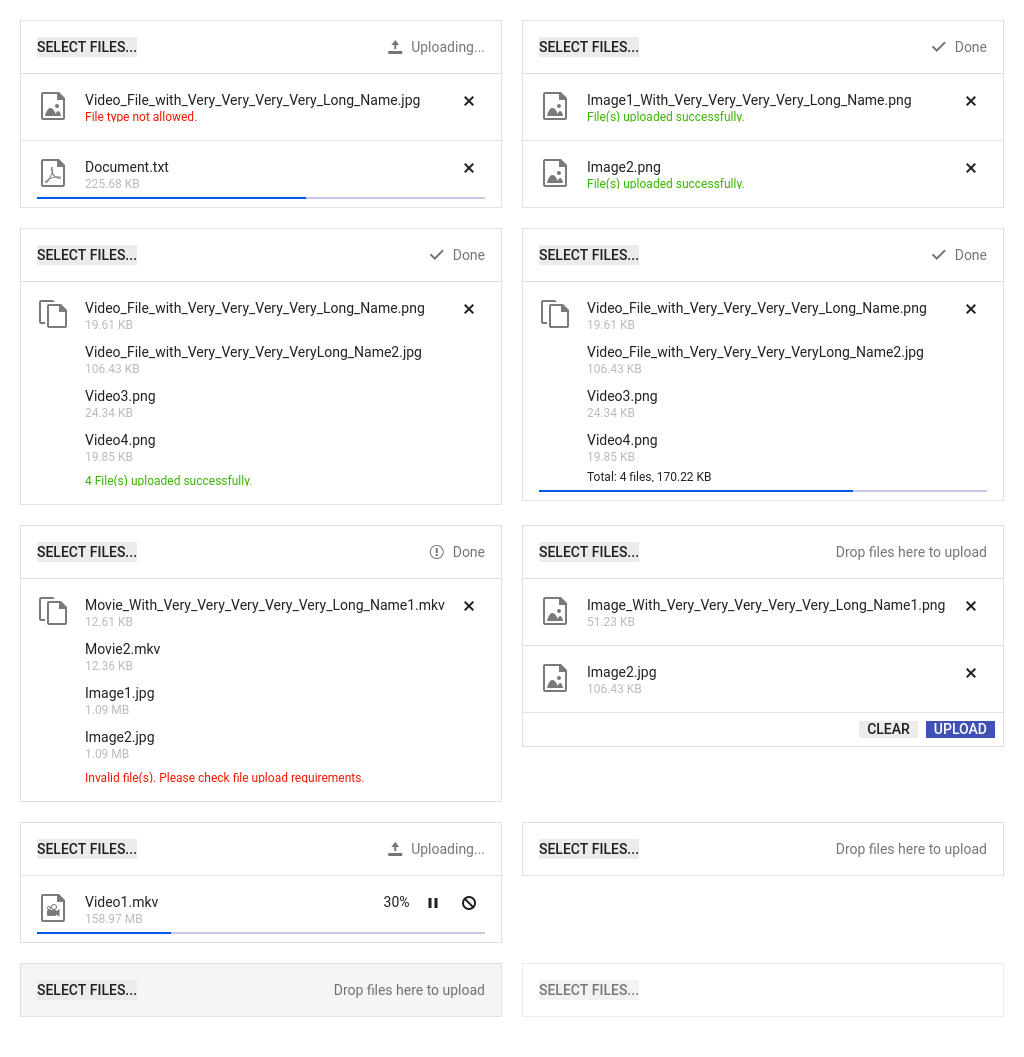 SELECT FILES...
Uploading...
Video_File_with_Very_Very_Very_Very_Long_Name.jpg
File type not allowed.
Document.txt
225.68 KB
SELECT FILES...
Done
Image1_With_Very_Very_Very_Very_Long_Name.png
File(s) uploaded successfully.
Image2.png
File(s) uploaded successfully.
SELECT FILES...
Done
Video_File_with_Very_Very_Very_Very_Long_Name.png
19.61 KB
Video_File_with_Very_Very_Very_VeryLong_Name2.jpg
106.43 KB
Video3.png
24.34 KB
Video4.png
19.85 KB
4 File(s) uploaded successfully.
SELECT FILES...
Done
Video_File_with_Very_Very_Very_Very_Long_Name.png
19.61 KB
Video_File_with_Very_Very_Very_VeryLong_Name2.jpg
106.43 KB
Video3.png
24.34 KB
Video4.png
19.85 KB
Total: 4 files, 170.22 KB
SELECT FILES...
Done
Movie_With_Very_Very_Very_Very_Very_Long_Name1.mkv
12.61 KB
Movie2.mkv
12.36 KB
Image1.jpg
1.09 MB
Image2.jpg
1.09 MB
Invalid file(s). Please check file upload requirements.
SELECT FILES...
Drop files here to upload
Image_With_Very_Very_Very_Very_Very_Long_Name1.png
51.23 KB
Image2.jpg
106.43 KB
CLEAR
UPLOAD
SELECT FILES...
Uploading...
Video1.mkv
30%
158.97 MB
SELECT FILES...
Drop files here to upload
SELECT FILES...
Drop files here to upload
SELECT FILES...